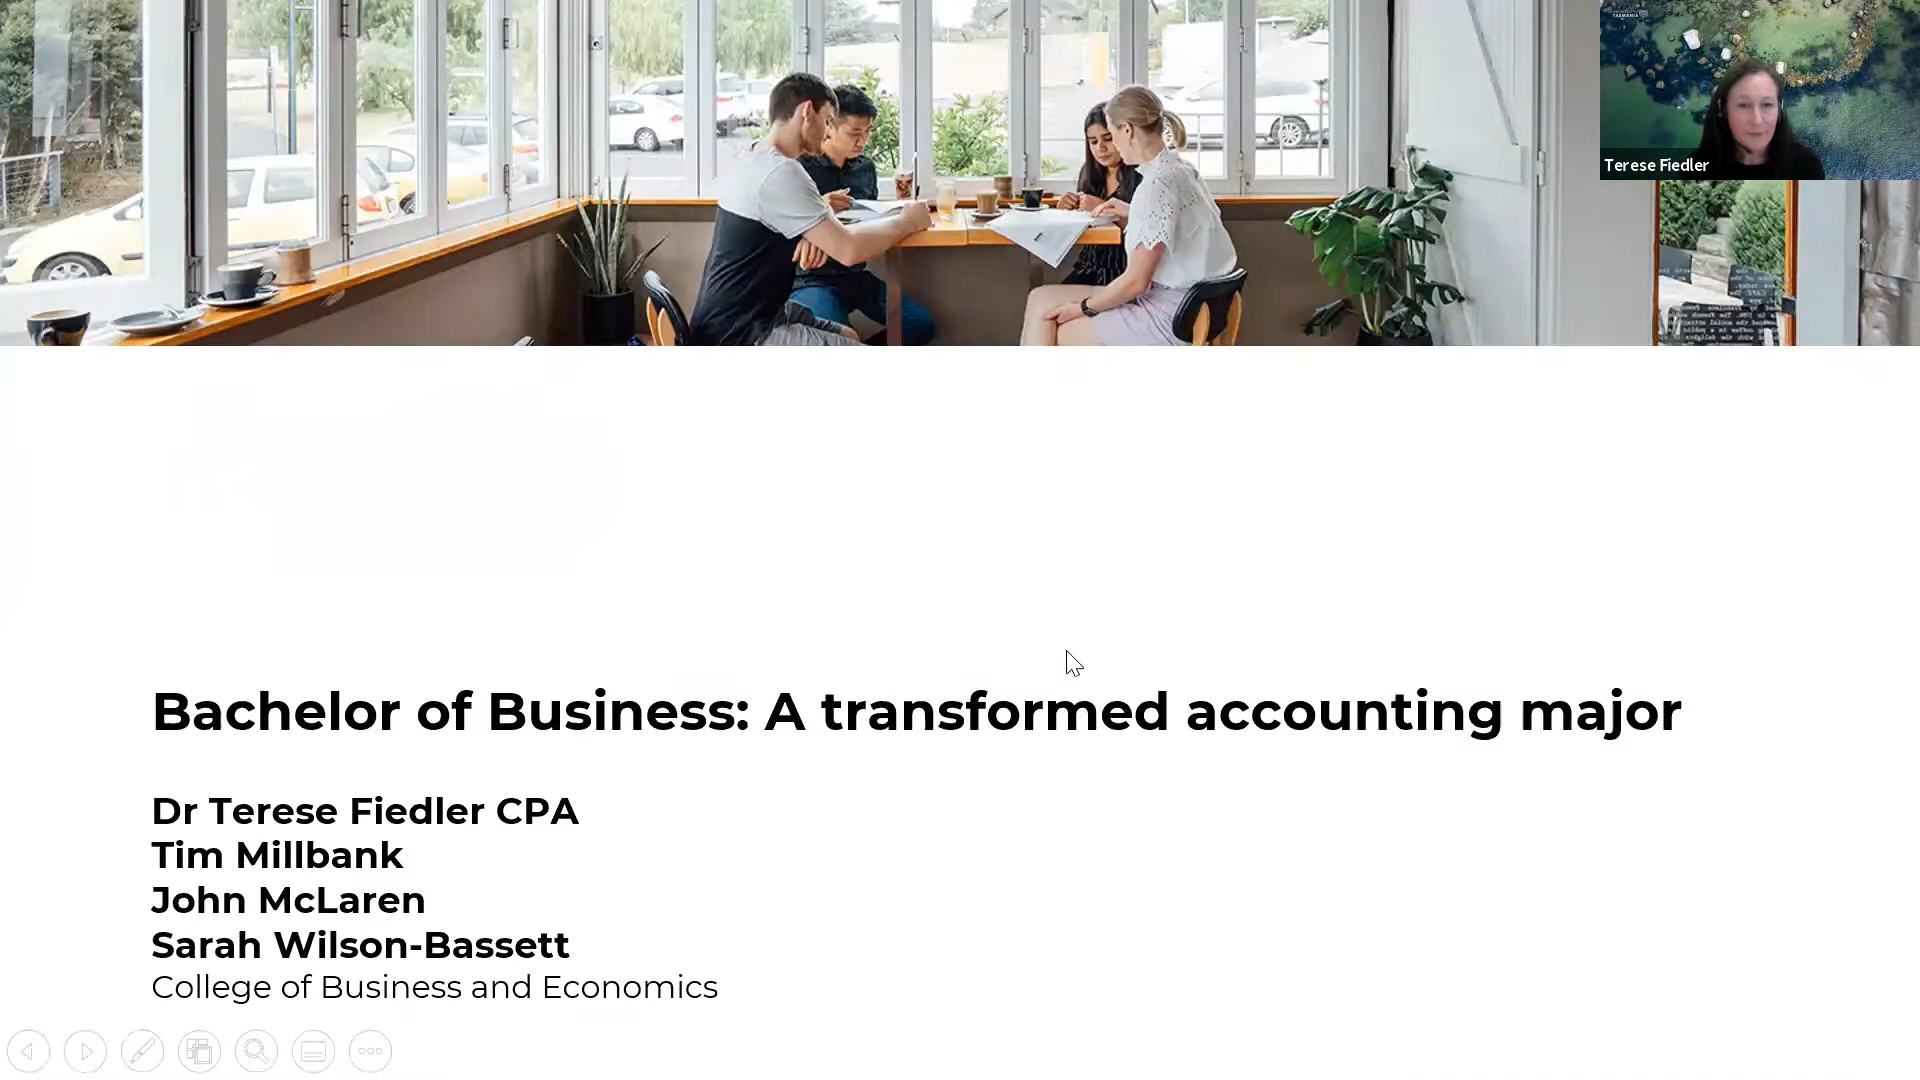 TASMANIA
Terese Fiedler
Bachelor of Business: A transformed accounting major
Dr Terese Fiedler CPA
Tim Millbank
John McLaren
Sarah Wilson-Bassett
College of Business and Economics